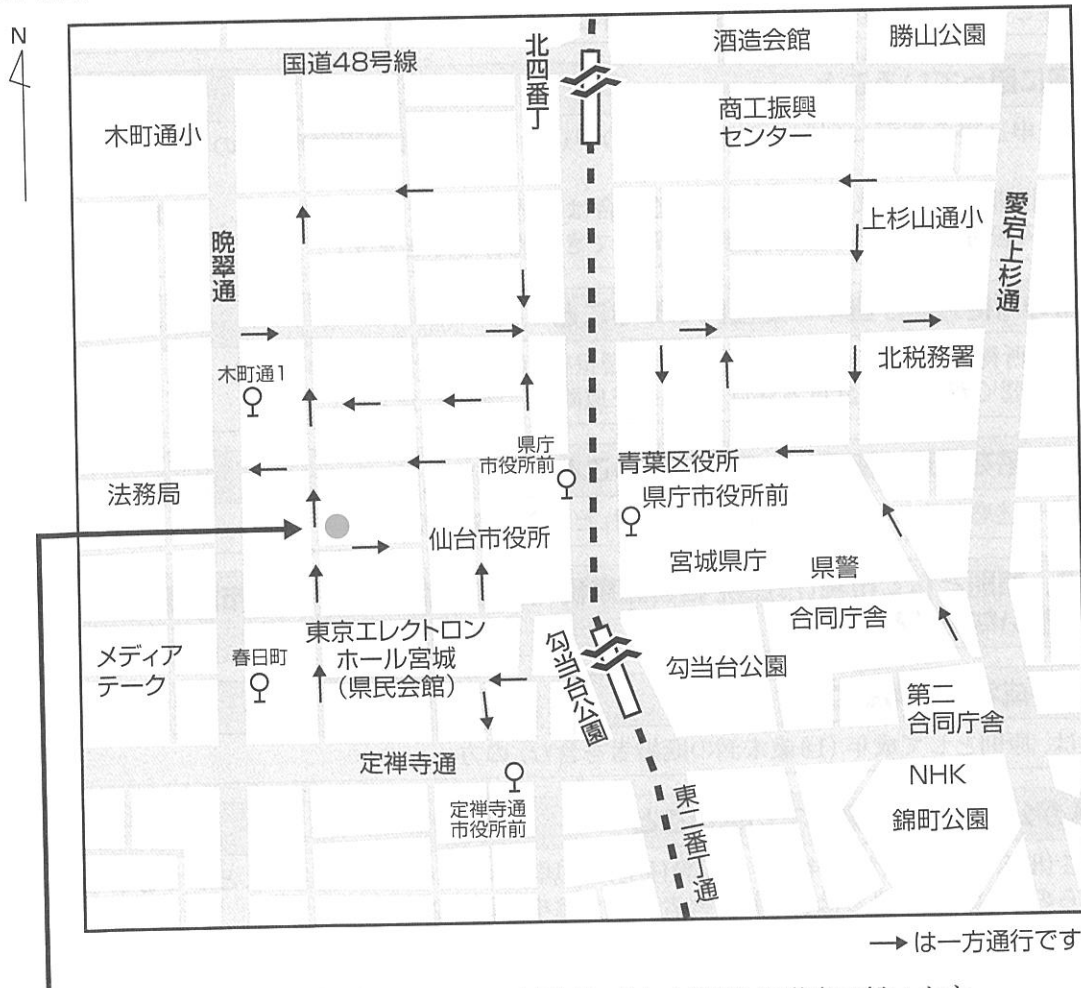 N
国道48号線
北四番丁
酒造会館
勝山公園
木町通小
商工振興
センター
晩翠通
上杉山通小
愛宕上杉通
北税務署
木町通1
県庁
市役所前
青葉区役所
県庁市役所前
法務局
仙台市役所
宮城県庁
県警
合同庁舎
メディア
テーク
春日町
東京エレクトロン
ホール宮城
(県民会館)
勾当台公園
勾当台公園
第二
合同庁舎
定禅寺通
定禅寺通
市役所前
東二番丁通
NHK
錦町公園
→は一方通行です